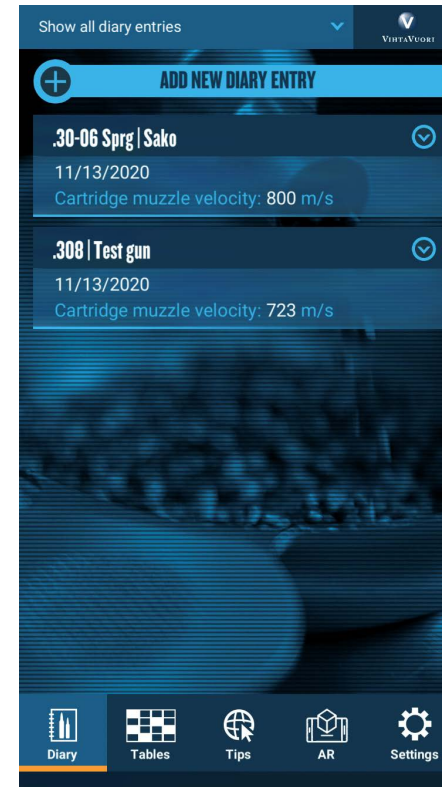 Show all diary entries
V
VIHTAVUORI
ADD NEW DIARY ENTRY
.30-06 Sprg | Sako
11/13/2020
Cartridge muzzle velocity: 800 m/s
.308 | Test gun
11/13/2020
Cartridge muzzle velocity: 723 m/s
Diary Tables Tips AR Settings